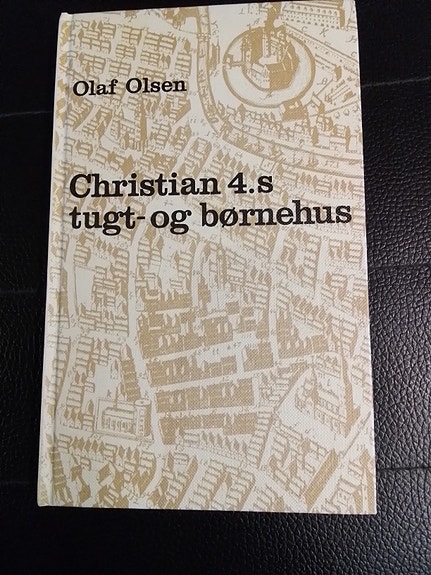 Olaf Olsen
Christian 4.s
tugt- og børnehus